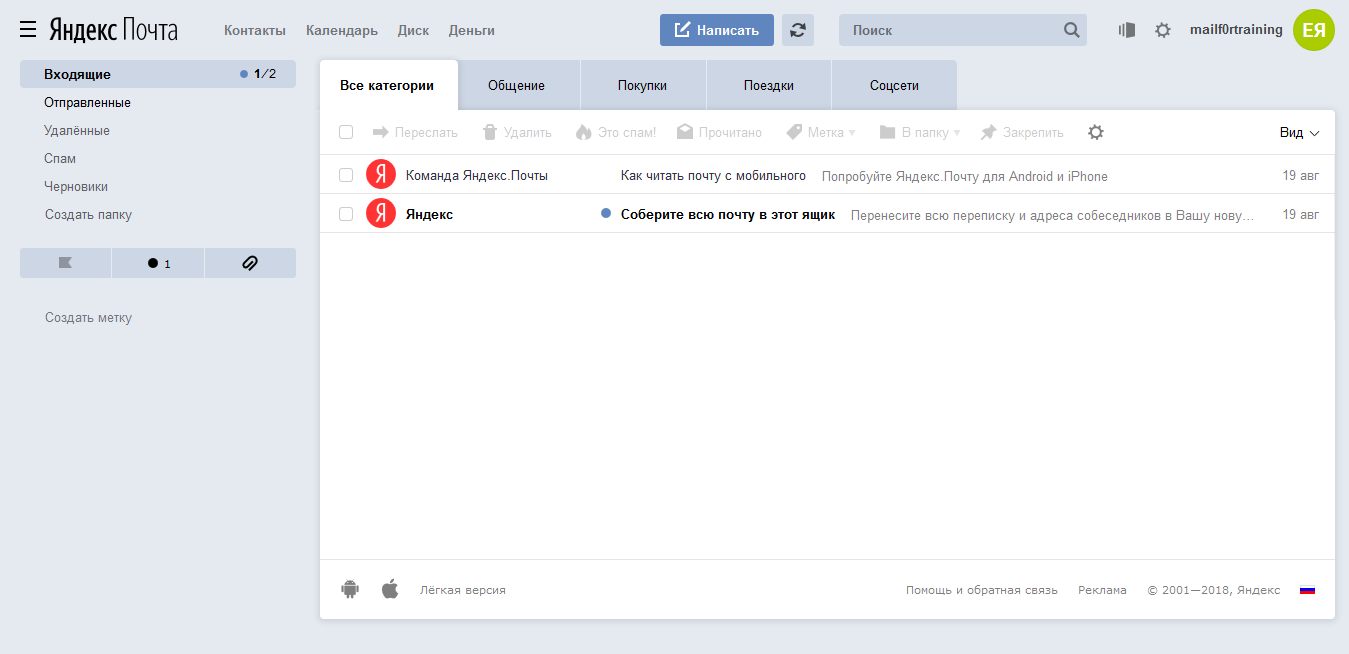 Яндекс Почта Контакты Календарь Диск Деньги Написать Поиск mailf0rtraining ЕЯ
Входящие 1/2
Отправленные
Удалённые
Спам
Черновики
Создать папку
1
Создать метку
Все категории Общение Покупки Поездки Соцсети
Переслать Удалить Это спам! Прочитано Метка В папку Закрепить Вид
Я Команда Яндекс.Почты Как читать почту с мобильного Попробуйте Яндекс.Почту для Android и iPhone 19 авг
Я Яндекс Соберите всю почту в этот ящик Перенесите всю переписку и адреса собеседников в Вашу нову... 19 авг
Лёгкая версия Помощь и обратная связь Реклама © 2001—2018, Яндекс